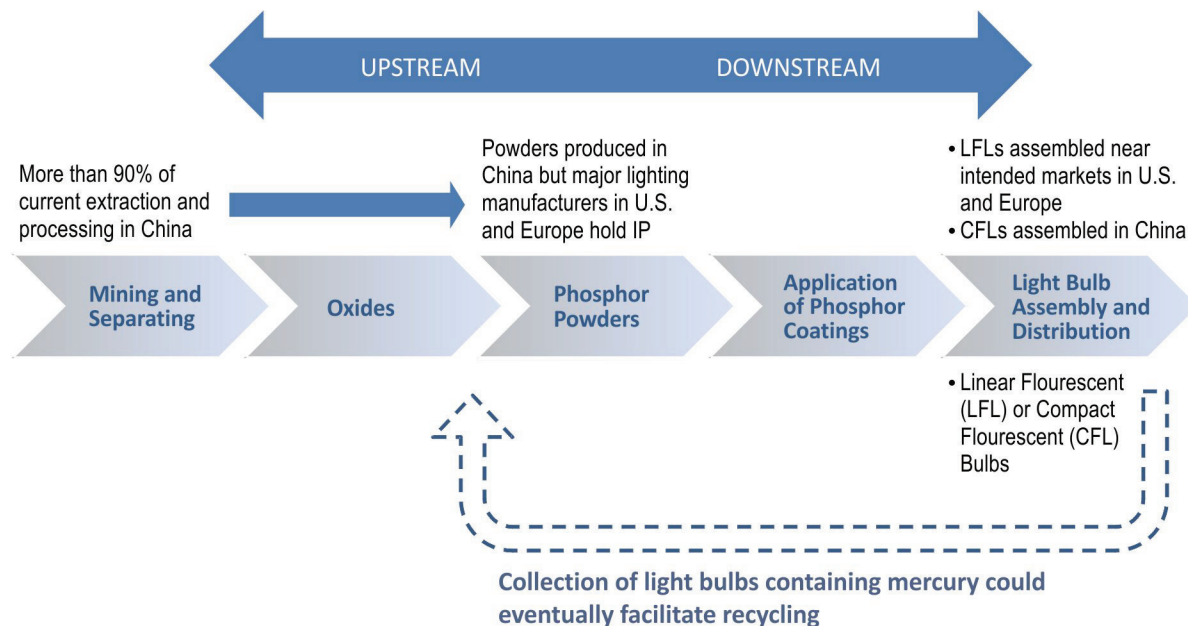 UPSTREAM
DOWNSTREAM
More than 90% of
current extraction and
processing in China
Powders produced in
China but major lighting
manufacturers in U.S.
and Europe hold IP
• LFLs assembled near
intended markets in U.S.
and Europe
• CFLs assembled in China
Mining and
Separating
Oxides
Phosphor
Powders
Application
of Phosphor
Coatings
Light Bulb
Assembly and
Distribution
• Linear Flourescent
(LFL) or Compact
Flourescent (CFL)
Bulbs
Collection of light bulbs containing mercury could
eventually facilitate recycling